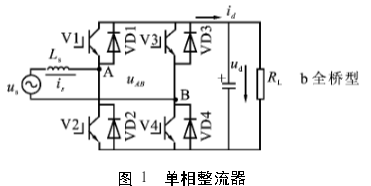 i_d
V1 VD1 V3 VD3
L_s
A
i_s
u_s
u_AB
B
u_d
+
R_L
b 全桥型
V2 VD2 V4 VD4
图 1 单相整流器